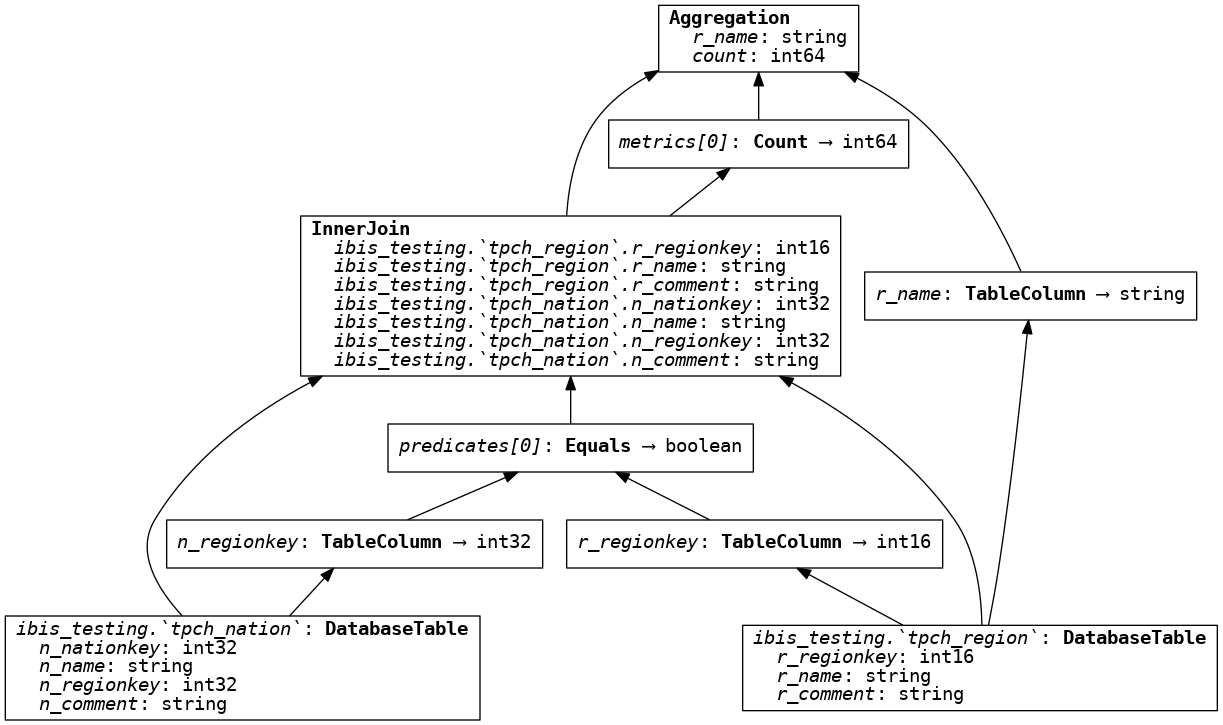 Aggregation
r_name: string
count: int64
metrics[0]: Count → int64
InnerJoin
ibis_testing.`tpch_region`.r_regionkey: int16
ibis_testing.`tpch_region`.r_name: string
ibis_testing.`tpch_region`.r_comment: string
ibis_testing.`tpch_nation`.n_nationkey: int32
ibis_testing.`tpch_nation`.n_name: string
ibis_testing.`tpch_nation`.n_regionkey: int32
ibis_testing.`tpch_nation`.n_comment: string
r_name: TableColumn → string
predicates[0]: Equals → boolean
n_regionkey: TableColumn → int32
r_regionkey: TableColumn → int16
ibis_testing.`tpch_nation`: DatabaseTable
n_nationkey: int32
n_name: string
n_regionkey: int32
n_comment: string
ibis_testing.`tpch_region`: DatabaseTable
r_regionkey: int16
r_name: string
r_comment: string